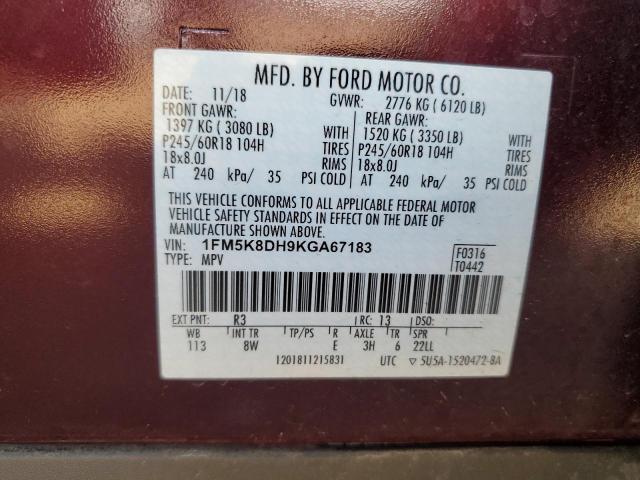 MFD. BY FORD MOTOR CO.
DATE: 11/18 GVWR: 2776 KG ( 6120 LB)
FRONT GAWR: REAR GAWR:
1397 KG ( 3080 LB) WITH 1520 KG ( 3350 LB) WITH
P245/60R18 104H TIRES P245/60R18 104H TIRES
18x8.0J RIMS 18x8.0J RIMS
AT 240 kPa/ 35 PSI COLD AT 240 kPa/ 35 PSI COLD
THIS VEHICLE CONFORMS TO ALL APPLICABLE FEDERAL MOTOR
VEHICLE SAFETY STANDARDS IN EFFECT ON THE DATE OF
MANUFACTURE SHOWN ABOVE.
VIN: 1FM5K8DH9KGA67183 F0316
TYPE: MPV T0442
EXT PNT: R3 RC: 13 DSO:
WB INT TR TP/PS R AXLE TR SPR
113 8W E 3H 6 22LL
1201811215831 UTC ▽ 5U5A-1520472-BA